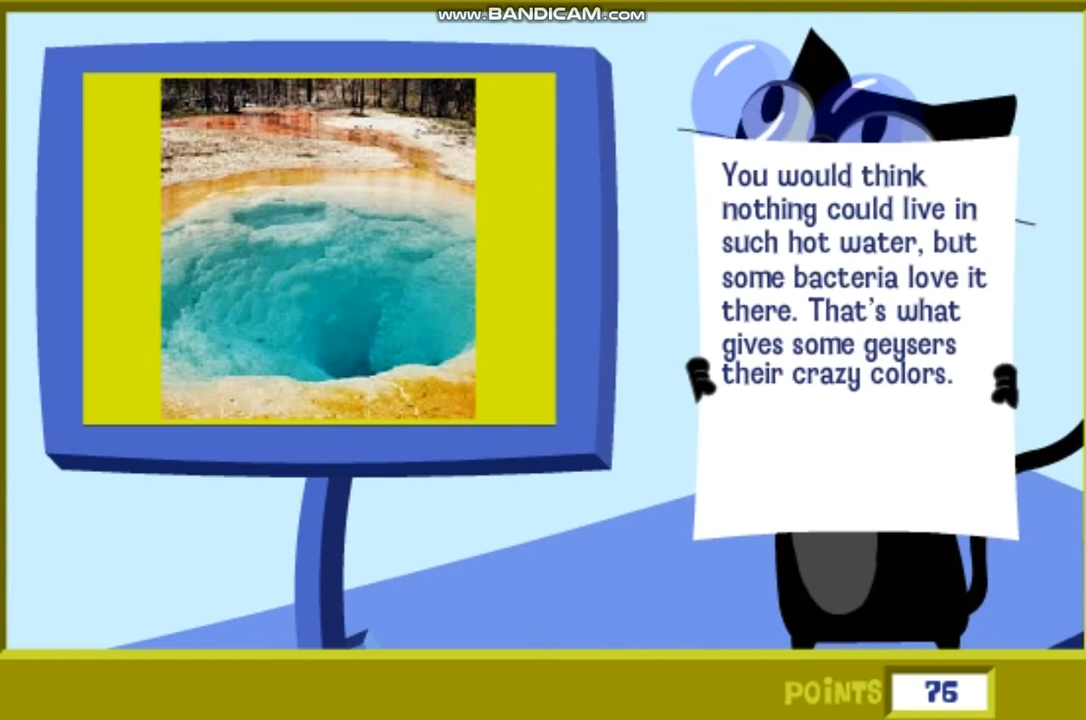 www.BANDICAM.com
You would think
nothing could live in
such hot water, but
some bacteria love it
there. That's what
gives some geysers
their crazy colors.
POiNTS 76